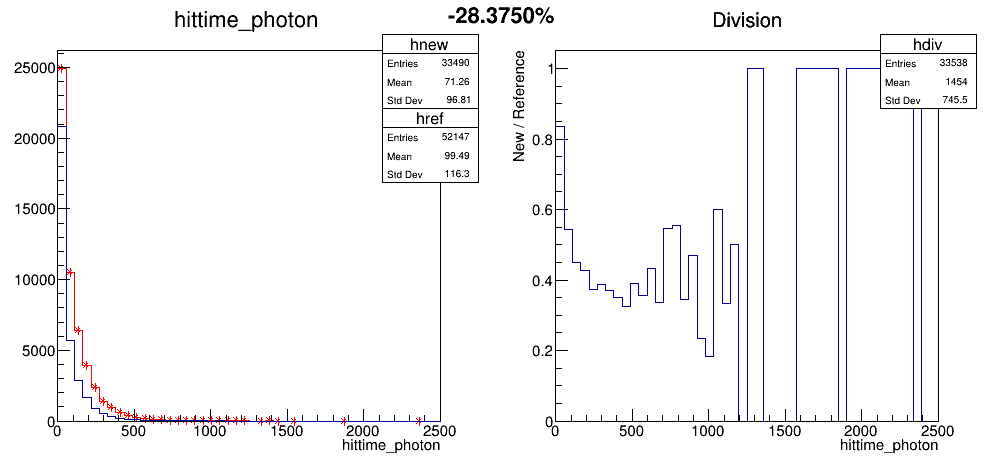 -28.3750%
hittime_photon
hnew
Entries 33490
Mean 71.26
Std Dev 96.81
href
Entries 52147
Mean 99.49
Std Dev 116.3
25000
20000
15000
10000
5000
0
0 500 1000 1500 2000 2500
hittime_photon
Division
hdiv
Entries 33538
Mean 1454
Std Dev 745.5
New / Reference
1
0.8
0.6
0.4
0.2
0
0 500 1000 1500 2000 2500
hittime_photon